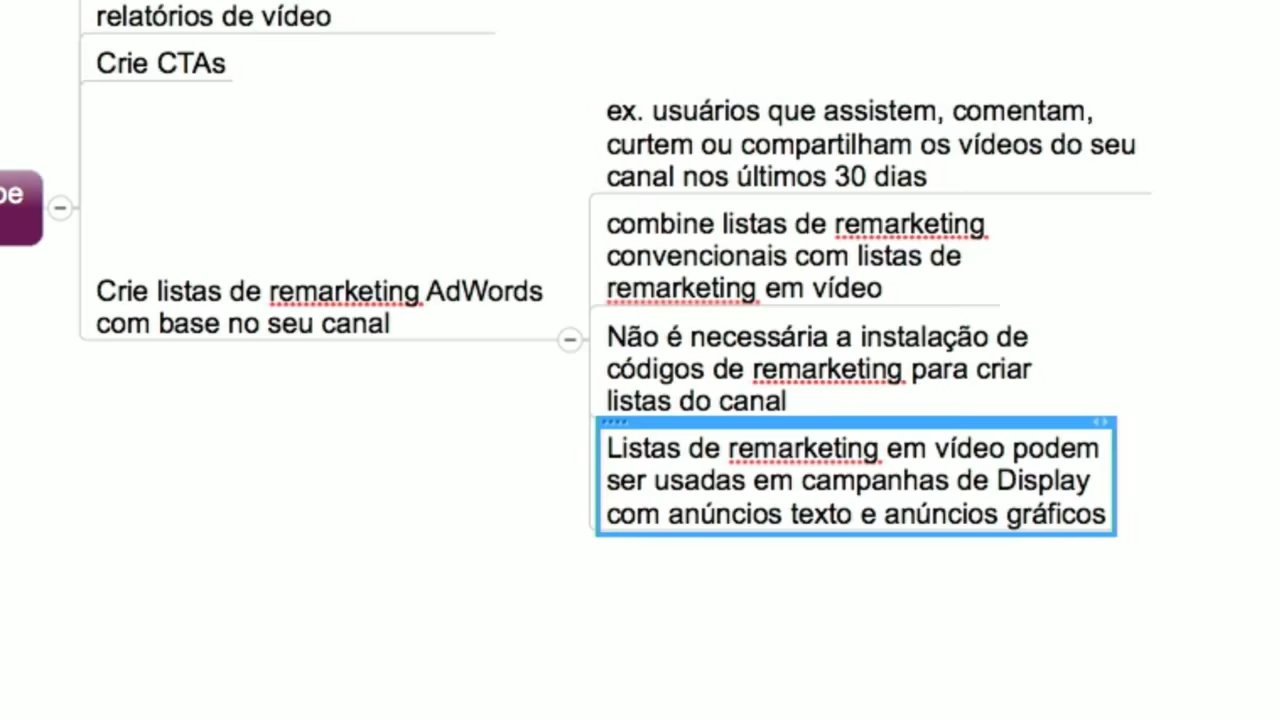 relatórios de vídeo
Crie CTAs
Crie listas de remarketing AdWords
com base no seu canal
ex. usuários que assistem, comentam,
curtem ou compartilham os vídeos do seu
canal nos últimos 30 dias
combine listas de remarketing
convencionais com listas de
remarketing em vídeo
Não é necessária a instalação de
códigos de remarketing para criar
listas do canal
Listas de remarketing em vídeo podem
ser usadas em campanhas de Display
com anúncios texto e anúncios gráficos